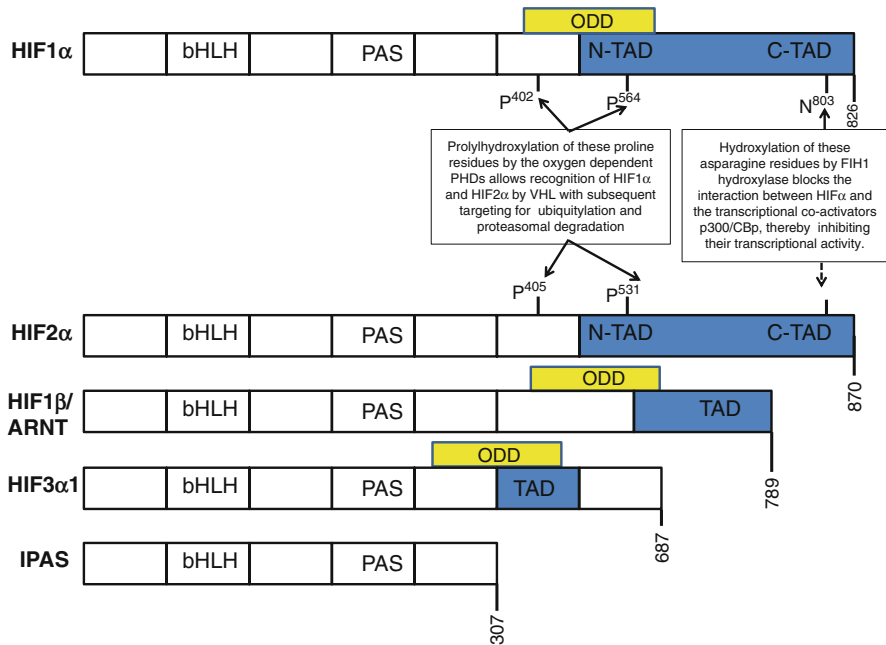 ODD
HIF1α bHLH PAS N-TAD C-TAD
P402 P564 N803 826
Prolylhydroxylation of these proline
residues by the oxygen dependent
PHDs allows recognition of HIF1α
and HIF2α by VHL with subsequent
targeting for ubiquitylation and
proteasomal degradation
Hydroxylation of these
asparagine residues by FIH1
hydroxylase blocks the
interaction between HIFα and
the transcriptional co-activators
p300/CBp, thereby inhibiting
their transcriptional activity.
P405 P531
HIF2α bHLH PAS N-TAD C-TAD
870
ODD
HIF1β/
ARNT
bHLH PAS TAD
789
ODD
HIF3α1 bHLH PAS TAD
687
IPAS bHLH PAS
307